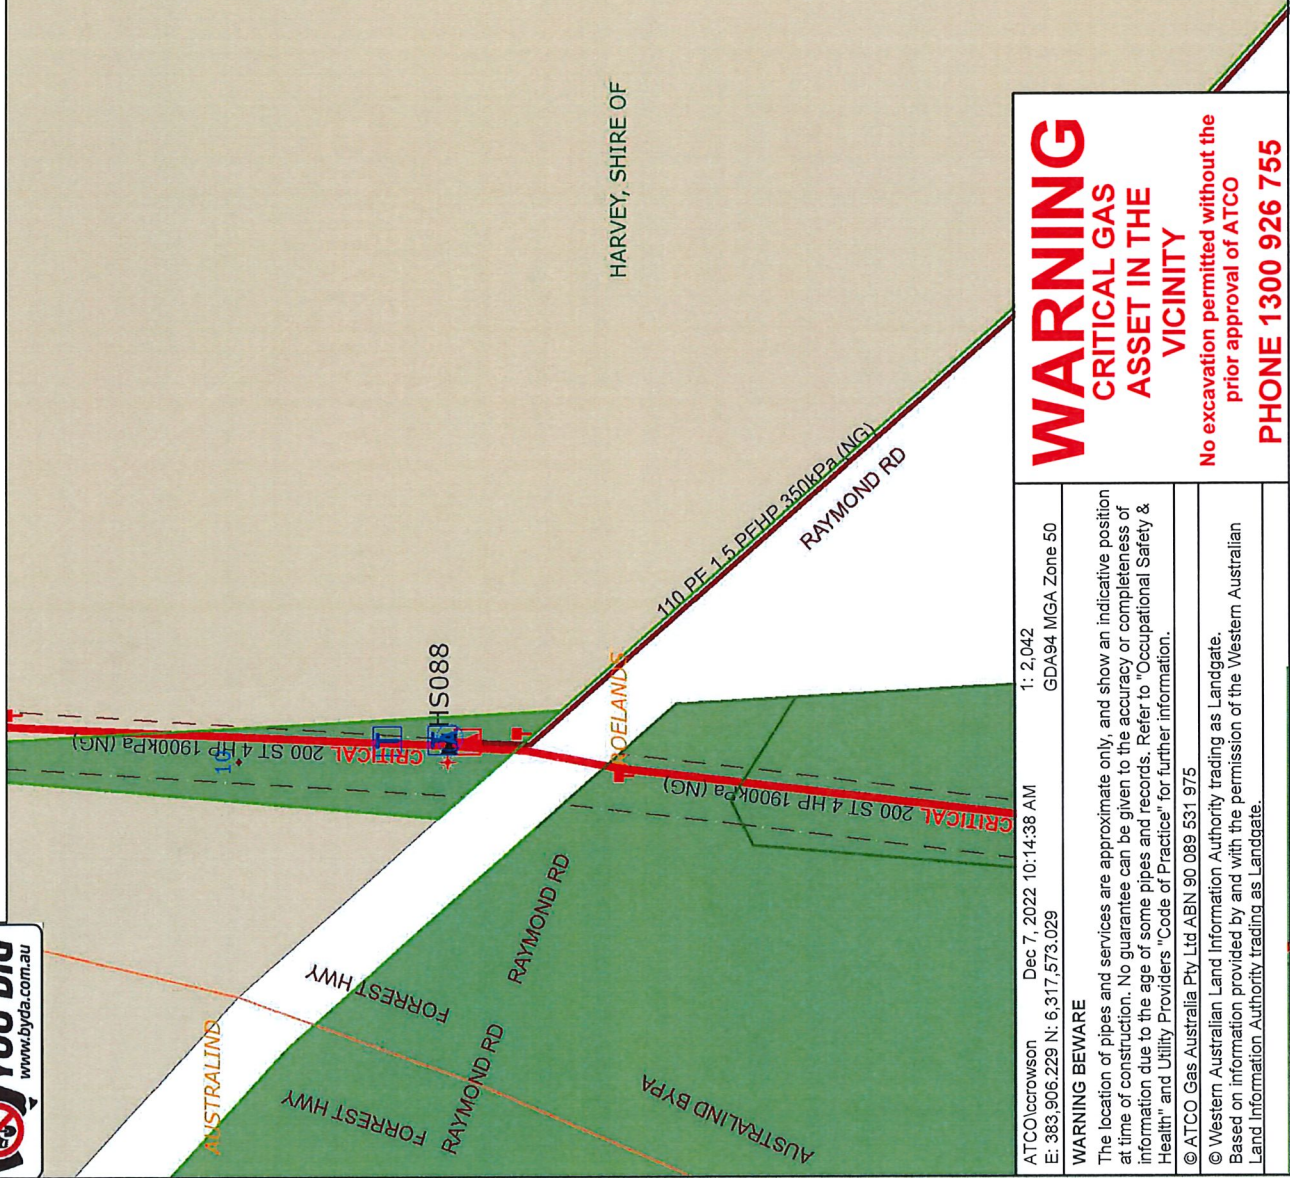 YOU DIG
www.byda.com.au
HARVEY, SHIRE OF
HS088
200 ST 4 HP 1900kPa (NG)
CRITICAL
10
110 PE 1.5 PEHP 350kPa (NG)
RAYMOND RD
ROELANDS
200 ST 4 HP 1900kPa (NG)
CRITICAL
RAYMOND RD
FORREST HWY
AUSTRALIND
RAYMOND RD
FORREST HWY
AUSTRALIND BYPA
ATCO\ccrowson Dec 7, 2022 10:14:38 AM 1: 2,042
E: 383,906.229 N: 6,317,573.029 GDA94 MGA Zone 50
WARNING BEWARE
The location of pipes and services are approximate only, and show an indicative position
at time of construction. No guarantee can be given to the accuracy or completeness of
information due to the age of some pipes and records. Refer to "Occupational Safety &
Health" and Utility Providers "Code of Practice" for further information.
© ATCO Gas Australia Pty Ltd ABN 90 089 531 975
© Western Australian Land Information Authority trading as Landgate.
Based on information provided by and with the permission of the Western Australian
Land Information Authority trading as Landgate.
WARNING
CRITICAL GAS
ASSET IN THE
VICINITY
No excavation permitted without the
prior approval of ATCO
PHONE 1300 926 755